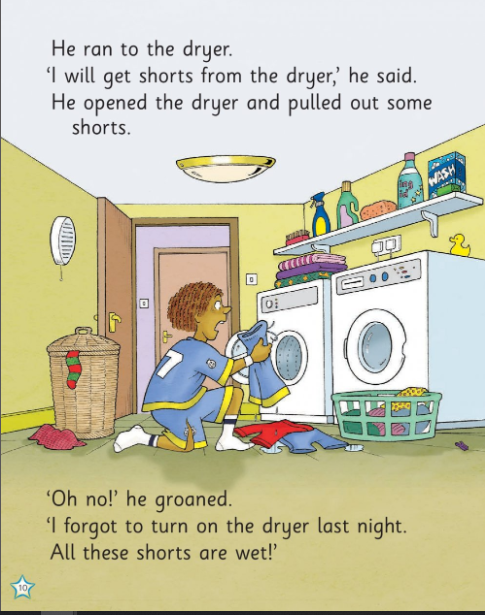 He ran to the dryer.
‘I will get shorts from the dryer,’ he said.
He opened the dryer and pulled out some
shorts.
WASH
7
‘Oh no!’ he groaned.
‘I forgot to turn on the dryer last night.
All these shorts are wet!’
10